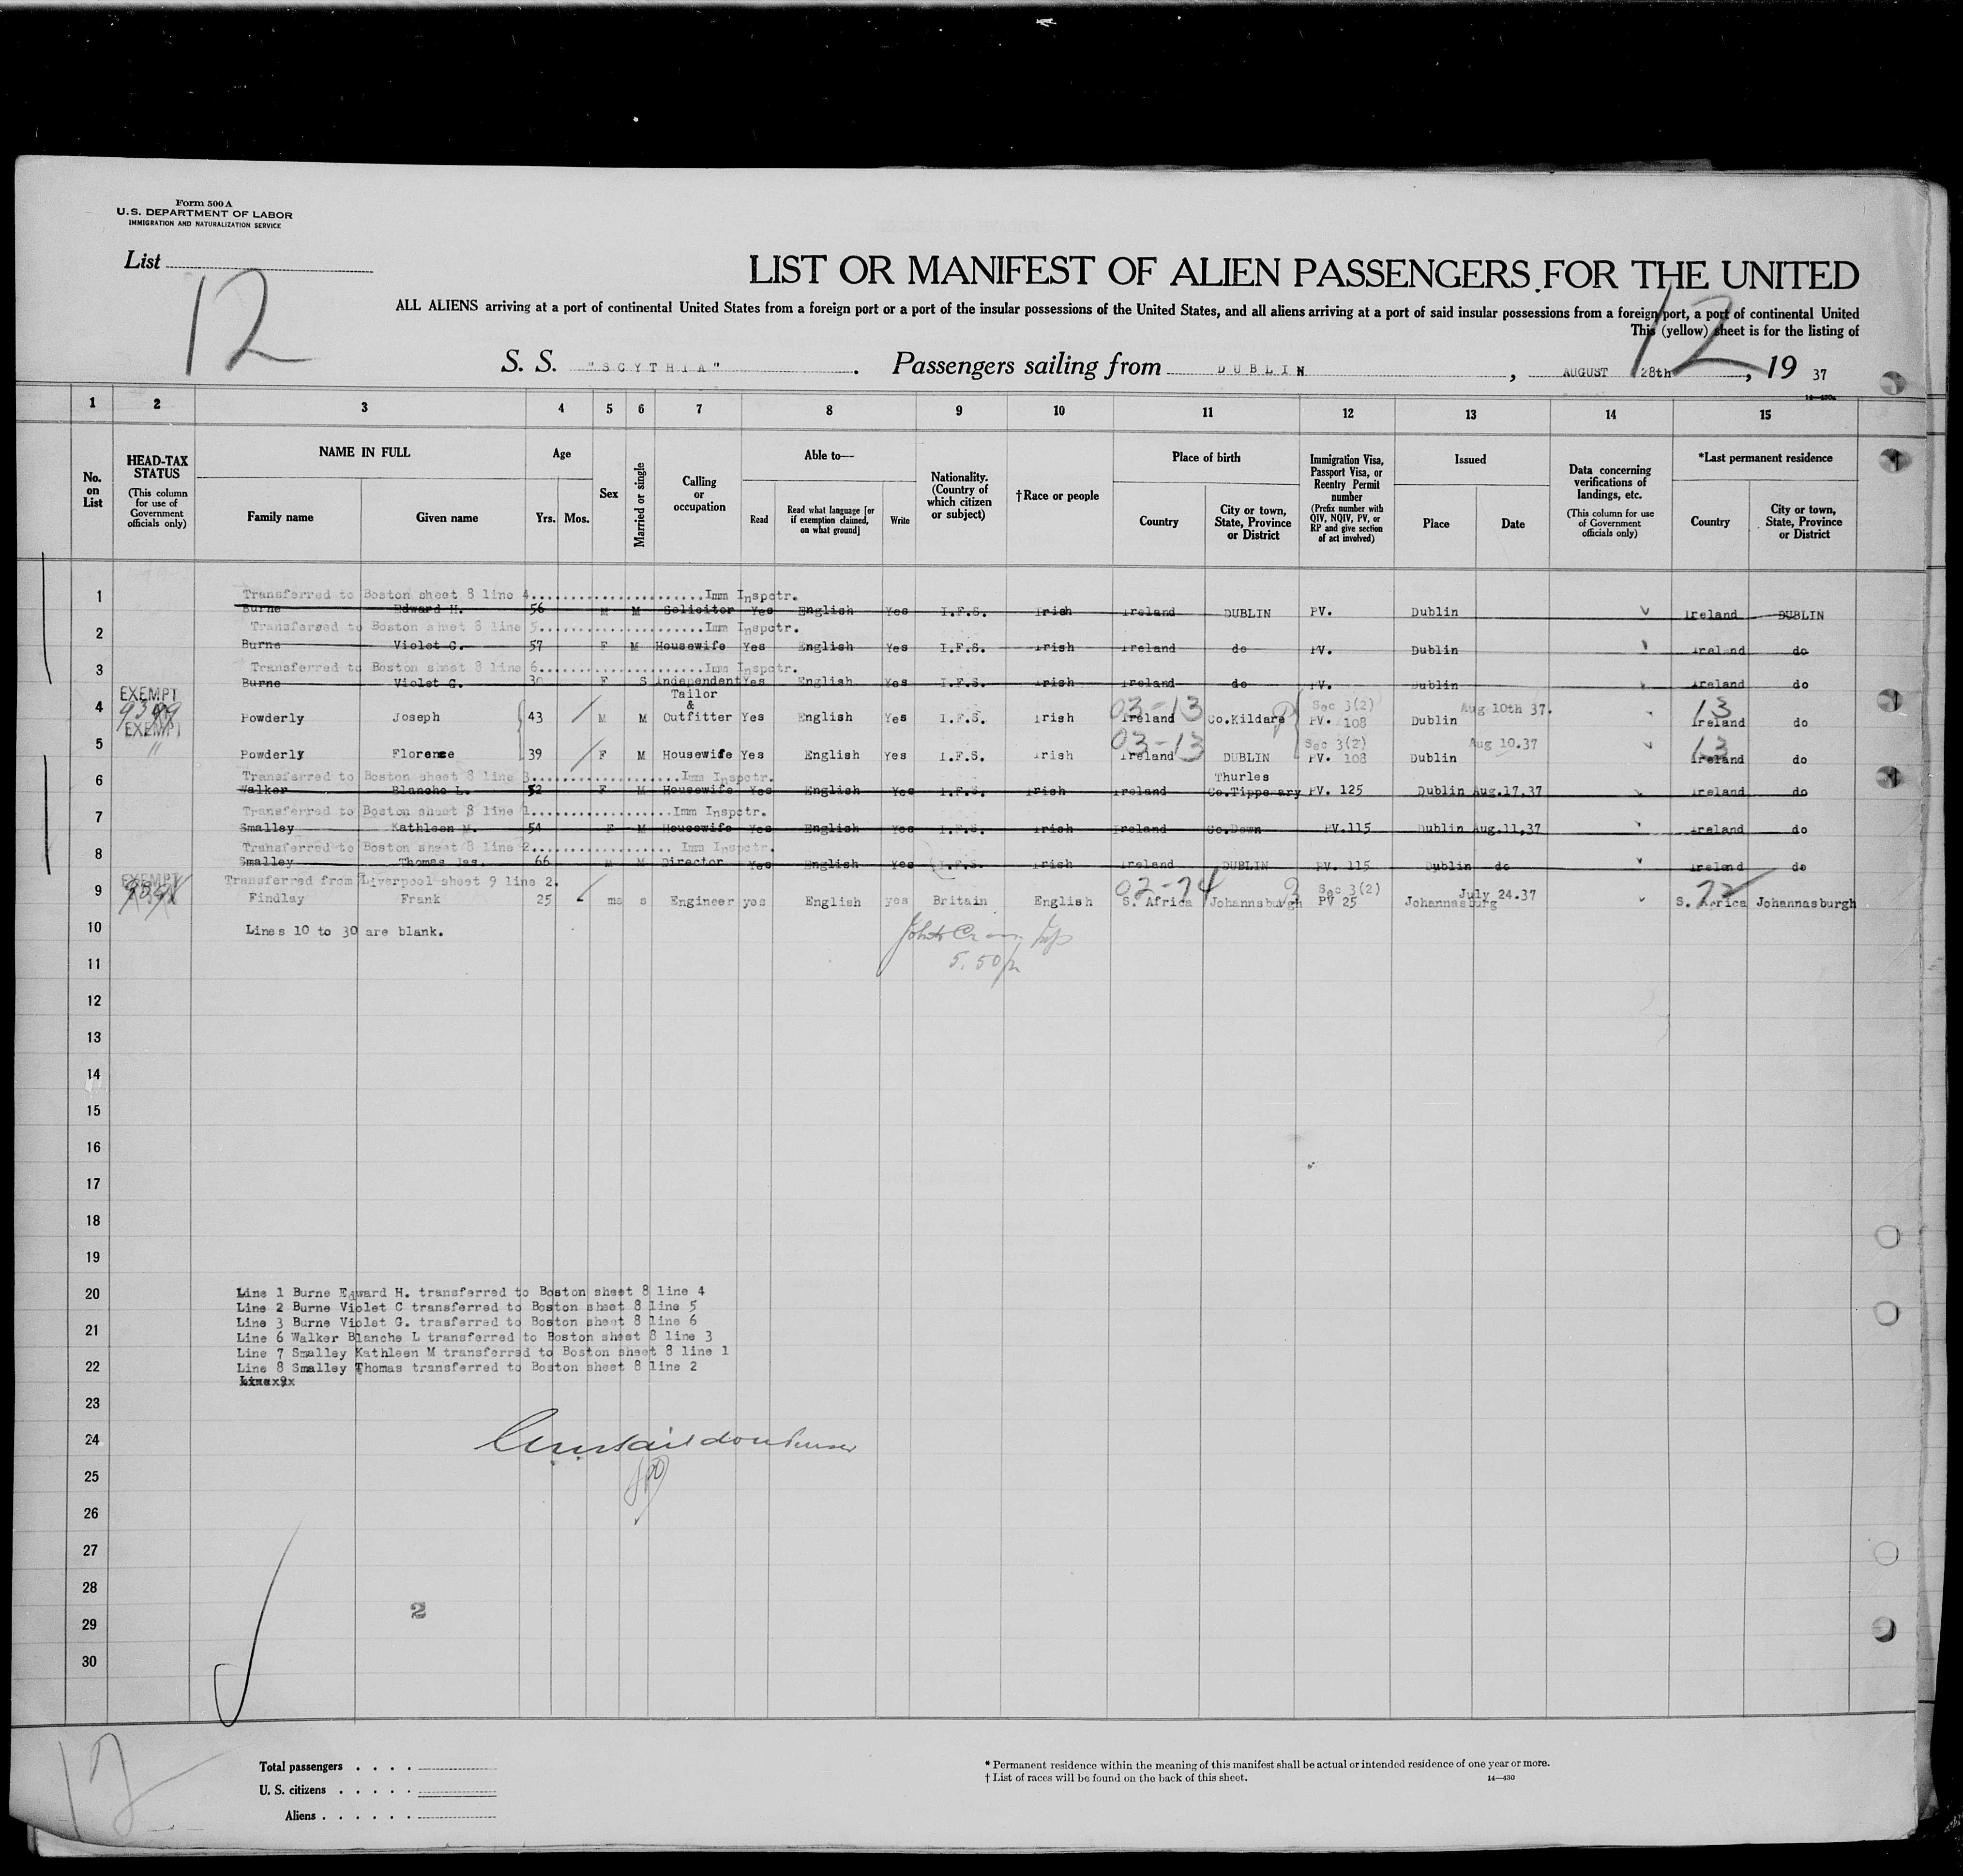 Form 500 A
U.S. DEPARTMENT OF LABOR
IMMIGRATION AND NATURALIZATION SERVICE
List
12
LIST OR MANIFEST OF ALIEN PASSENGERS FOR THE UNITED
ALL ALIENS arriving at a port of continental United States from a foreign port or a port of the insular possessions of the United States, and all aliens arriving at a port of said insular possessions from a foreign port, a port of continental United
This (yellow) sheet is for the listing of
12
S. S. "SCYTHIA" . Passengers sailing from DUBLIN , AUGUST 28th , 19 37
14—430a
1 2 3 4 5 6 7 8 9 10 11 12 13 14 15
No. on List
HEAD-TAX STATUS
(This column for use of Government officials only)
NAME IN FULL
Family name
Given name
Age
Yrs. Mos.
Sex
Married or single
Calling or occupation
Able to—
Read
Read what language [or if exemption claimed, on what ground]
Write
Nationality. (Country of which citizen or subject)
†Race or people
Place of birth
Country
City or town, State, Province or District
Immigration Visa, Passport Visa, or Reentry Permit number
(Prefix number with QIV, NQIV, PV, or RP and give section of act involved)
Issued
Place
Date
Data concerning verifications of landings, etc.
(This column for use of Government officials only)
*Last permanent residence
Country
City or town, State, Province or District
Transferred to Boston sheet 8 line 4......................Imm Inspctr.
1 Burne Edward H. 56 M M Solicitor Yes English Yes I.F.S. Irish Ireland DUBLIN PV. Dublin Ireland DUBLIN
Transfersed to Boston sheet 8 line 5.....................Imm Inspctr.
2 Burne Violet C. 57 F M Housewife Yes English Yes I.F.S. Irish Ireland do PV. Dublin Ireland do
Transferred to Boston sheet 8 line 6.....................Imm Inspctr.
3 Burne Violet G. 30 F S Independent Yes English Yes I.F.S. Irish Ireland do PV. Dublin Ireland do
EXEMPT Tailor & 03-13 Sec 3(2) Aug 10th 37. 13
4 Powderly Joseph 43 M M Outfitter Yes English Yes I.F.S. Irish Ireland Co.Kildare PV. 108 Dublin Ireland do
EXEMPT 03-13 Sec 3(2) Aug 10.37 13
5 " Powderly Florence 39 F M Housewife Yes English Yes I.F.S. Irish Ireland DUBLIN PV. 108 Dublin Ireland do
Transferred to Boston sheet 8 line 3..................Imm Inspctr. Thurles
6 Walker Blanche L. 52 F M Housewife Yes English Yes I.F.S. Irish Ireland Co.Tipperary PV. 125 Dublin Aug.17.37 Ireland do
Transferred to Boston sheet 8 line 1.................Imm Inspctr.
7 Smalley Kathleen M. 54 F M Housewife Yes English Yes I.F.S. Irish Ireland Co.Down PV.115 Dublin Aug.11.37 Ireland do
Transferred to Boston sheet 8 line 2................. Imm Inspctr.
8 Smalley Thomas Jas. 66 M M Director Yes English Yes I.F.S. Irish Ireland DUBLIN PV. 115 Dublin do Ireland do
EXEMPT Transferred from Liverpool sheet 9 line 2. 02-74 Sec 3(2) July 24.37
9 Findlay Frank 25 ms s Engineer yes English yes Britain English S. Africa Johannsburgh PV 25 Johannasburg S. Africa Johannasburgh
10 Lines 10 to 30 are blank.
11 5.50
12
13
14
15
16
17
18
19
20 Line 1 Burne Edward H. transferred to Boston sheet 8 line 4
Line 2 Burne Violet C transferred to Boston sheet 8 line 5
Line 3 Burne Violet G. trasferred to Boston sheet 8 line 6
21 Line 6 Walker Blanche L transferred to Boston sheet 8 line 3
Line 7 Smalley Kathleen M transferred to Boston sheet 8 line 1
22 Line 8 Smalley Thomas transferred to Boston sheet 8 line 2
23
24
25
26
27
28
29 2
30
12
Total passengers . . . .
U. S. citizens . . . . .
Aliens . . . . . .
* Permanent residence within the meaning of this manifest shall be actual or intended residence of one year or more.
† List of races will be found on the back of this sheet.
14—430